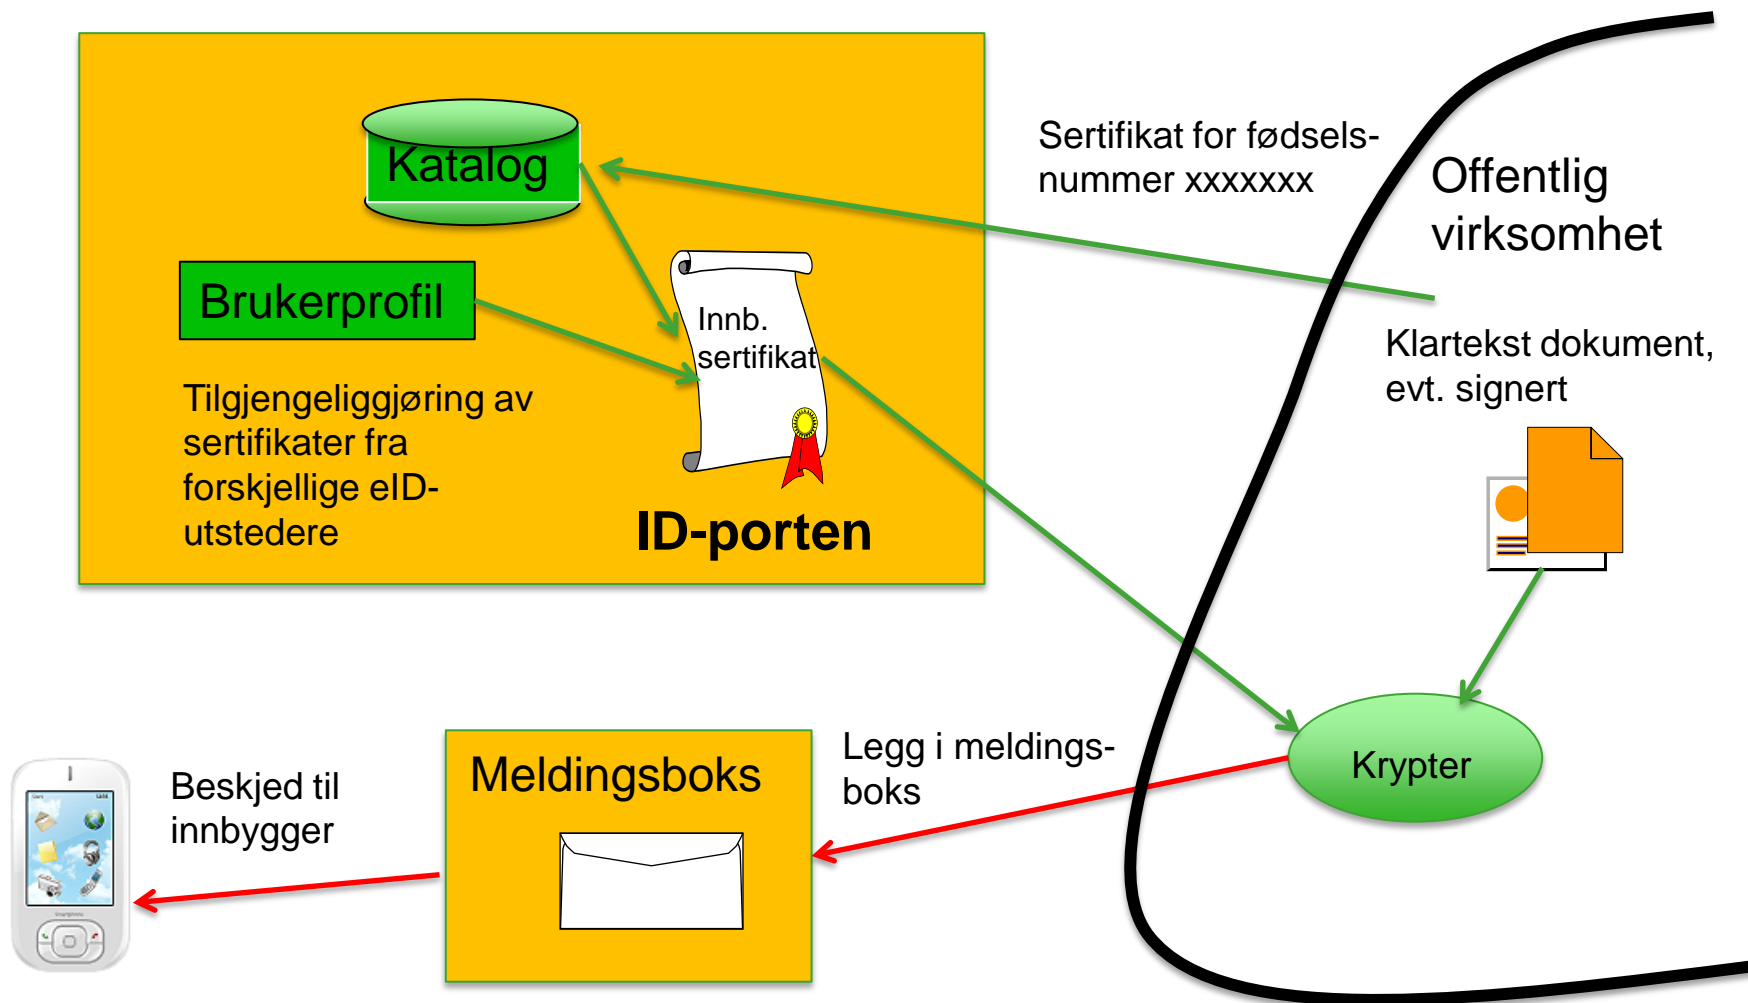 Katalog
Brukerprofil
Innb.
sertifikat
Tilgjengeliggjøring av
sertifikater fra
forskjellige eID-
utstedere
ID-porten
Sertifikat for fødsels-
nummer xxxxxxx
Offentlig
virksomhet
Klartekst dokument,
evt. signert
Krypter
Legg i meldings-
boks
Meldingsboks
Beskjed til
innbygger